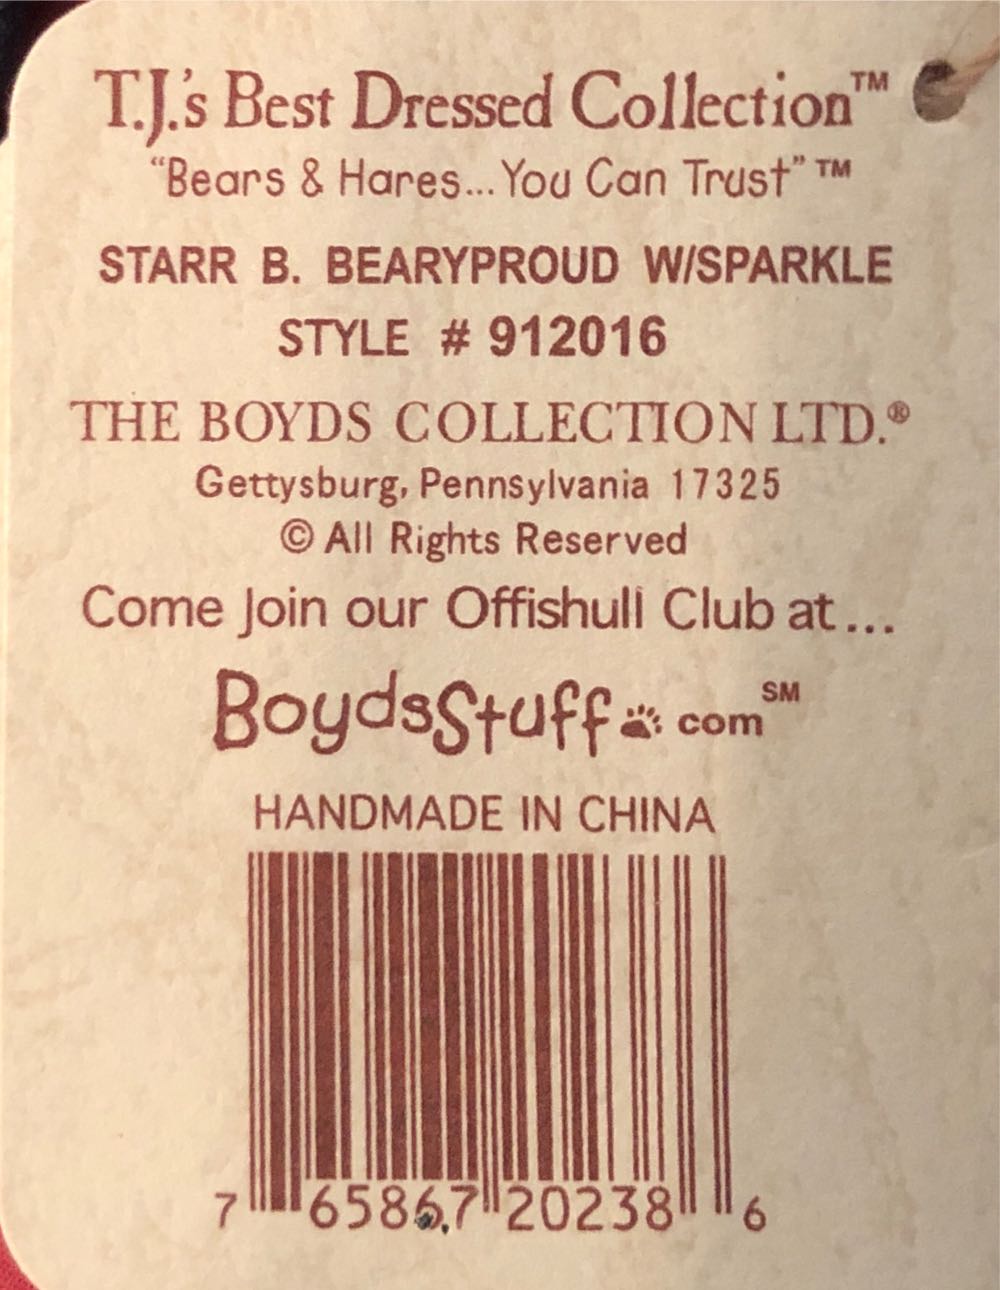 T.J.'s Best Dressed Collection™
“Bears & Hares...You Can Trust” ™
STARR B. BEARYPROUD W/SPARKLE
STYLE # 912016
THE BOYDS COLLECTION LTD.®
Gettysburg, Pennsylvania 17325
© All Rights Reserved
Come Join our Offishull Club at...
BoydsStuff.com℠
HANDMADE IN CHINA
7 65867 20238 6